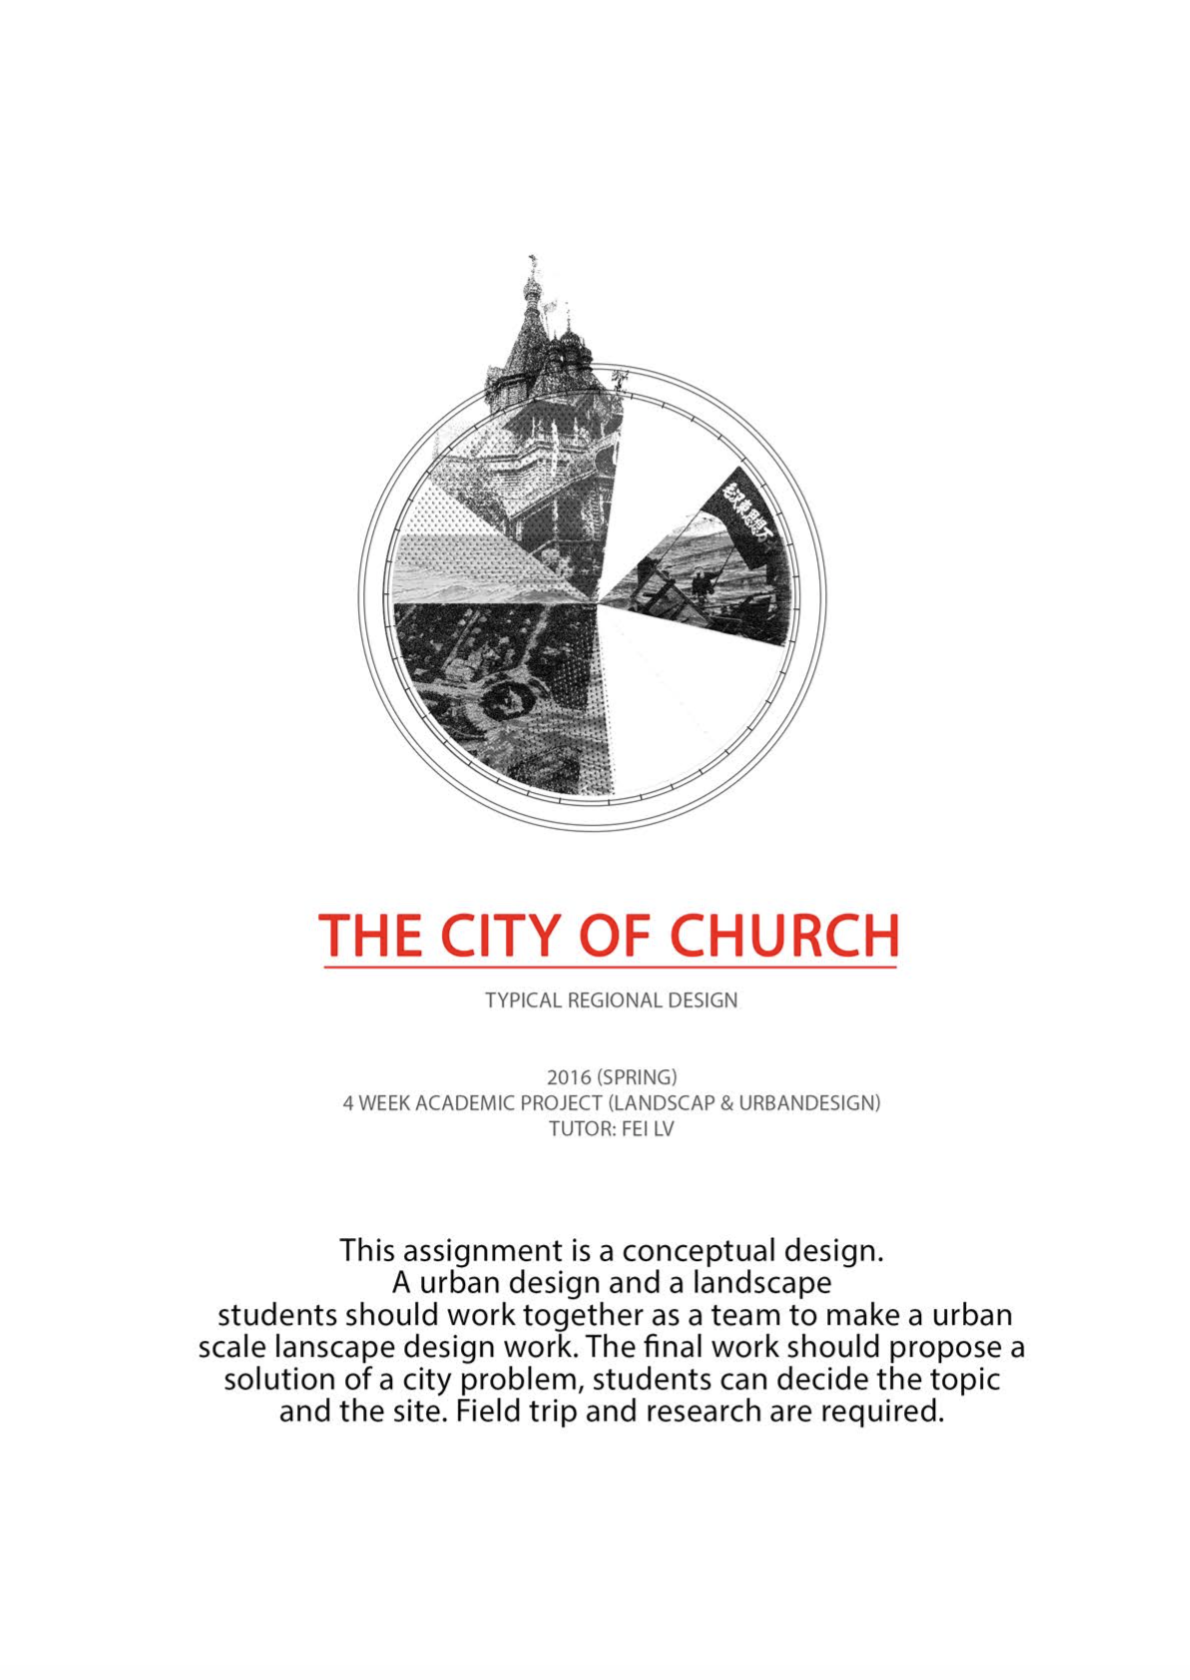 THE CITY OF CHURCH
TYPICAL REGIONAL DESIGN
2016 (SPRING)
4 WEEK ACADEMIC PROJECT (LANDSCAP & URBANDESIGN)
TUTOR: FEI LV
This assignment is a conceptual design.
A urban design and a landscape
students should work together as a team to make a urban
scale lanscape design work. The final work should propose a
solution of a city problem, students can decide the topic
and the site. Field trip and research are required.